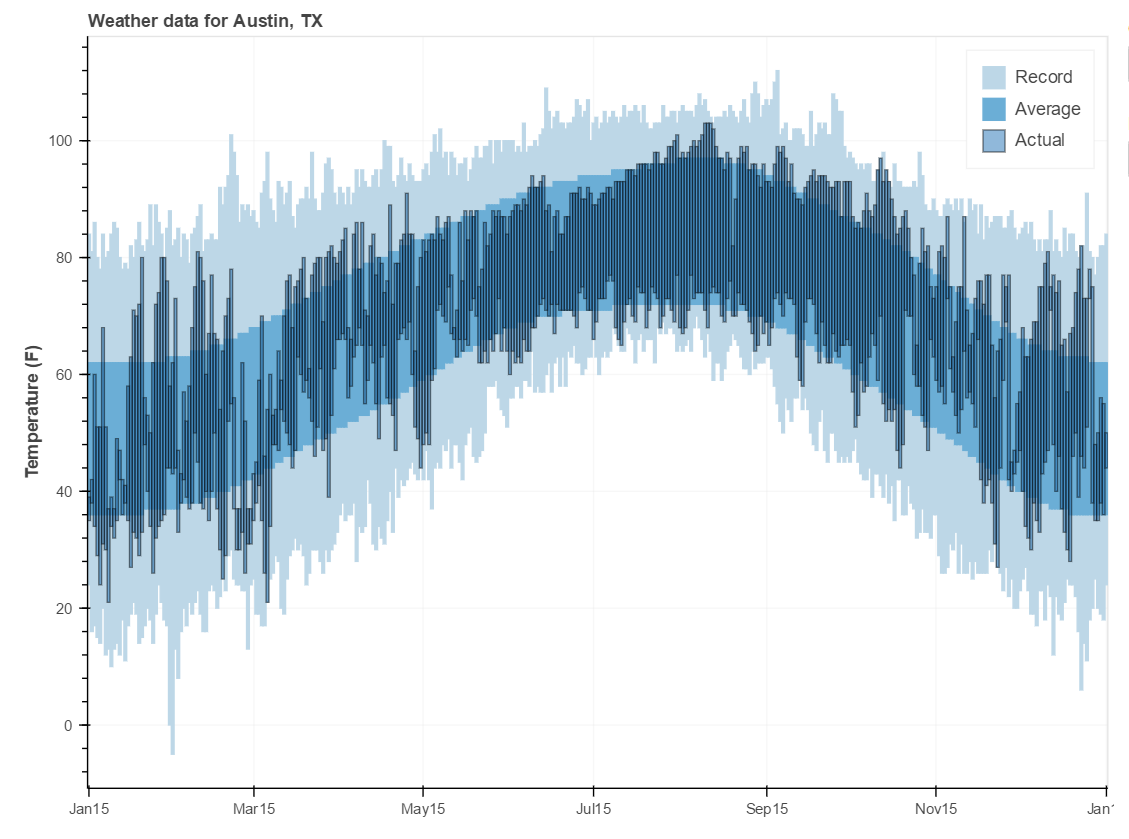 Weather data for Austin, TX
Record
Average
Actual
Temperature (F)
100
80
60
40
20
0
Jan15
Mar15
May15
Jul15
Sep15
Nov15
Jan